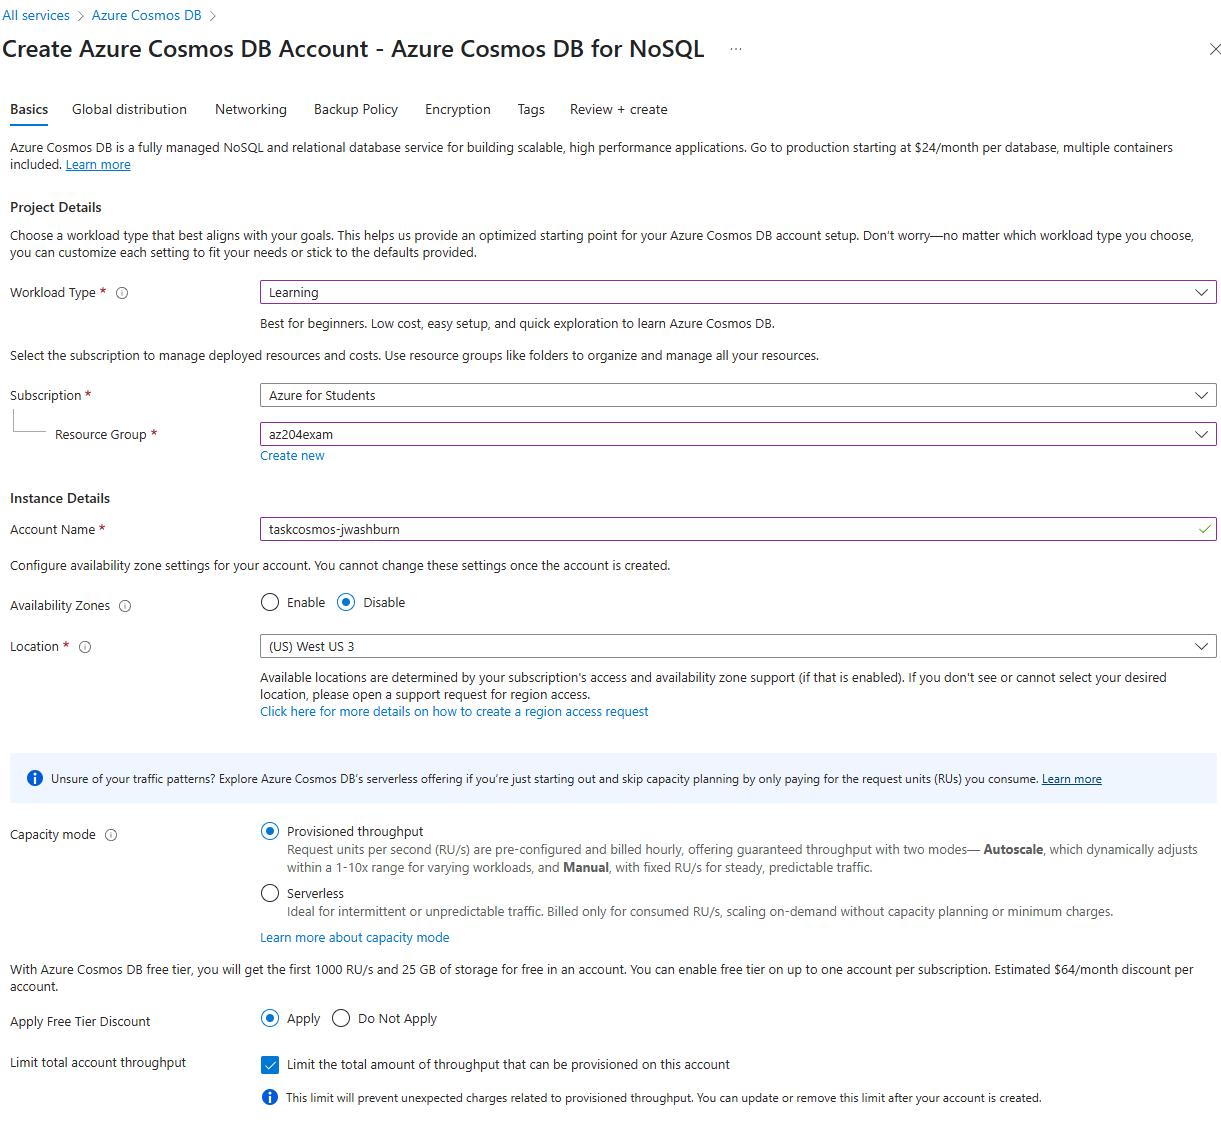 All services > Azure Cosmos DB >
Create Azure Cosmos DB Account - Azure Cosmos DB for NoSQL ...
Basics Global distribution Networking Backup Policy Encryption Tags Review + create
Azure Cosmos DB is a fully managed NoSQL and relational database service for building scalable, high performance applications. Go to production starting at $24/month per database, multiple containers
included. Learn more
Project Details
Choose a workload type that best aligns with your goals. This helps us provide an optimized starting point for your Azure Cosmos DB account setup. Don't worry—no matter which workload type you choose,
you can customize each setting to fit your needs or stick to the defaults provided.
Workload Type * Learning
Best for beginners. Low cost, easy setup, and quick exploration to learn Azure Cosmos DB.
Select the subscription to manage deployed resources and costs. Use resource groups like folders to organize and manage all your resources.
Subscription * Azure for Students
Resource Group * az204exam
Create new
Instance Details
Account Name * taskcosmos-jwashburn
Configure availability zone settings for your account. You cannot change these settings once the account is created.
Availability Zones Enable Disable
Location * (US) West US 3
Available locations are determined by your subscription's access and availability zone support (if that is enabled). If you don't see or cannot select your desired
location, please open a support request for region access.
Click here for more details on how to create a region access request
Unsure of your traffic patterns? Explore Azure Cosmos DB's serverless offering if you're just starting out and skip capacity planning by only paying for the request units (RUs) you consume. Learn more
Capacity mode Provisioned throughput
Request units per second (RU/s) are pre-configured and billed hourly, offering guaranteed throughput with two modes— Autoscale, which dynamically adjusts
within a 1-10x range for varying workloads, and Manual, with fixed RU/s for steady, predictable traffic.
Serverless
Ideal for intermittent or unpredictable traffic. Billed only for consumed RU/s, scaling on-demand without capacity planning or minimum charges.
Learn more about capacity mode
With Azure Cosmos DB free tier, you will get the first 1000 RU/s and 25 GB of storage for free in an account. You can enable free tier on up to one account per subscription. Estimated $64/month discount per
account.
Apply Free Tier Discount Apply Do Not Apply
Limit total account throughput Limit the total amount of throughput that can be provisioned on this account
This limit will prevent unexpected charges related to provisioned throughput. You can update or remove this limit after your account is created.